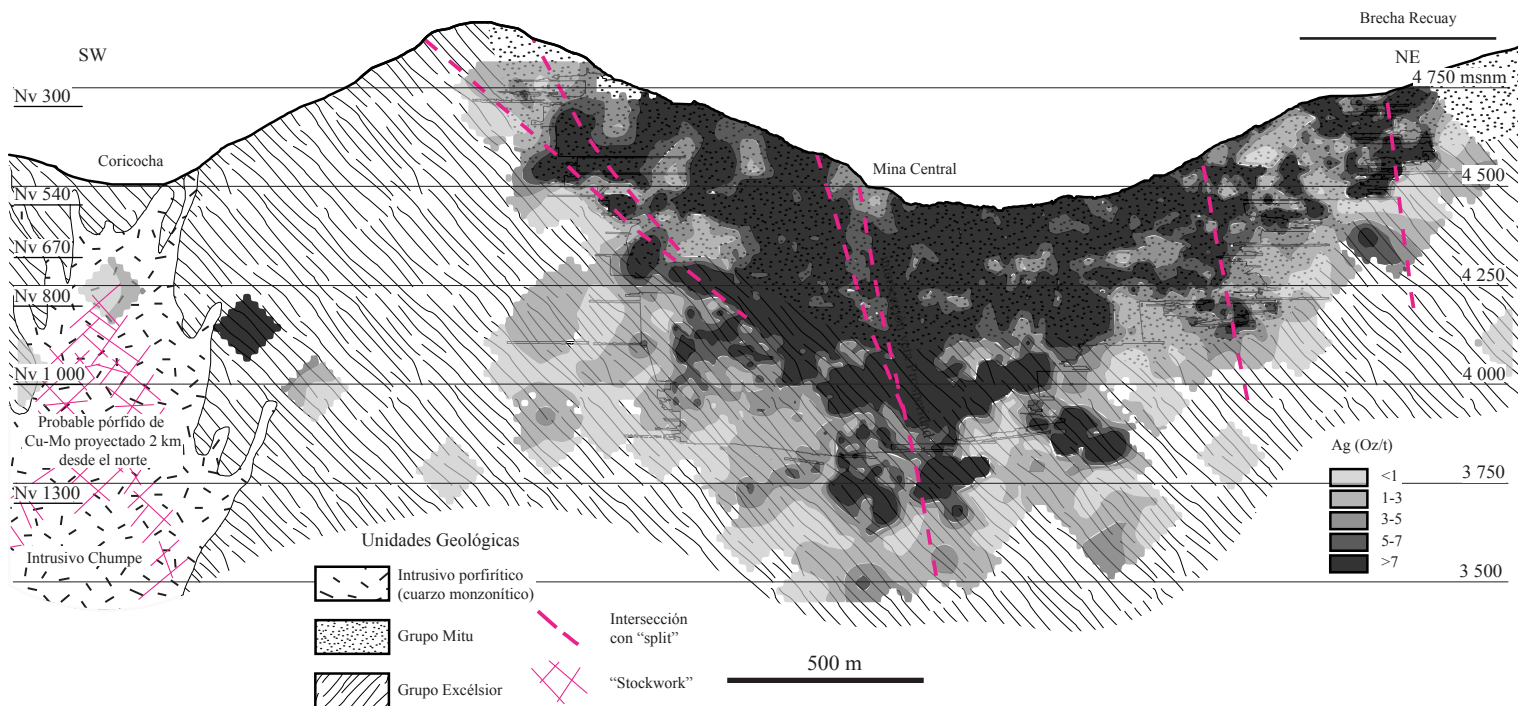 Brecha Recuay
SW
NE
4 750 msnm
Nv 300
Coricocha
Mina Central
4 500
Nv 540
Nv 670
4 250
Nv 800
Nv 1 000
4 000
Probable pórfido de
Cu-Mo proyectado 2 km
desde el norte
Ag (Oz/t)
<1
1-3
3-5
5-7
>7
3 750
Nv 1300
Intrusivo Chumpe
3 500
Unidades Geológicas
Intrusivo porfirítico
(cuarzo monzonítico)
Grupo Mitu
Grupo Excélsior
Intersección
con “split”
“Stockwork”
500 m